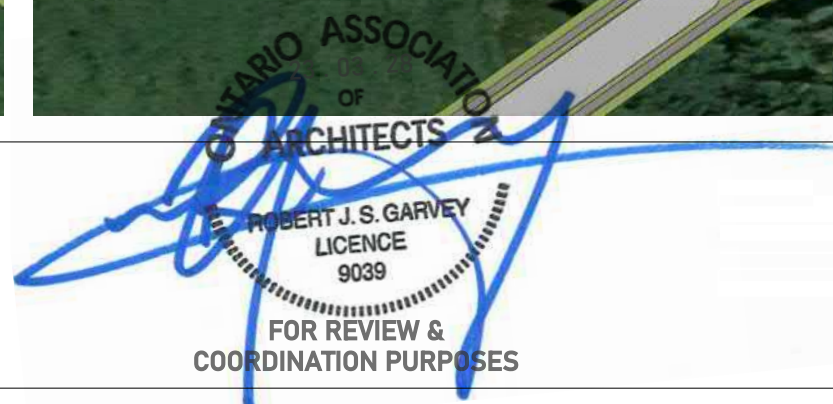 ONTARIO ASSOCIATION
OF
ARCHITECTS
ROBERT J. S. GARVEY
LICENCE
9039
FOR REVIEW &
COORDINATION PURPOSES